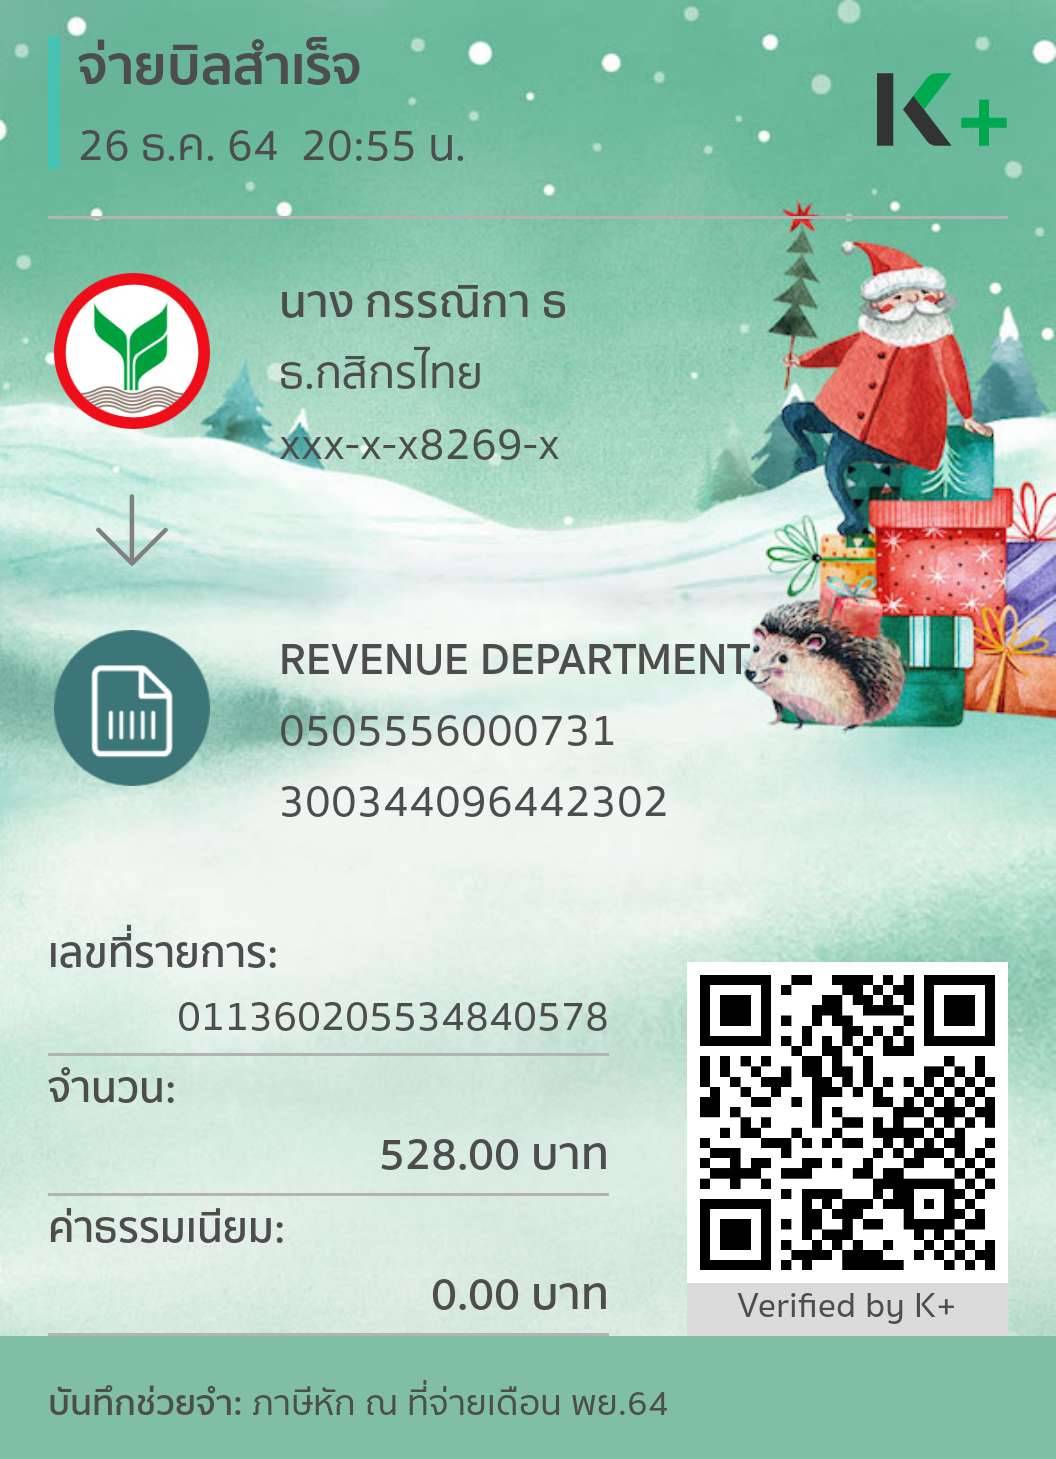 จ่ายบิลสำเร็จ
26 ธ.ค. 64 20:55 น.
K+
นาง กรรณิกา ธ
ธ.กสิกรไทย
xxx-x-x8269-x
REVENUE DEPARTMENT
0505556000731
300344096442302
เลขที่รายการ:
011360205534840578
จำนวน:
528.00 บาท
ค่าธรรมเนียม:
0.00 บาท
Verified by K+
บันทึกช่วยจำ: ภาษีหัก ณ ที่จ่ายเดือน พย.64